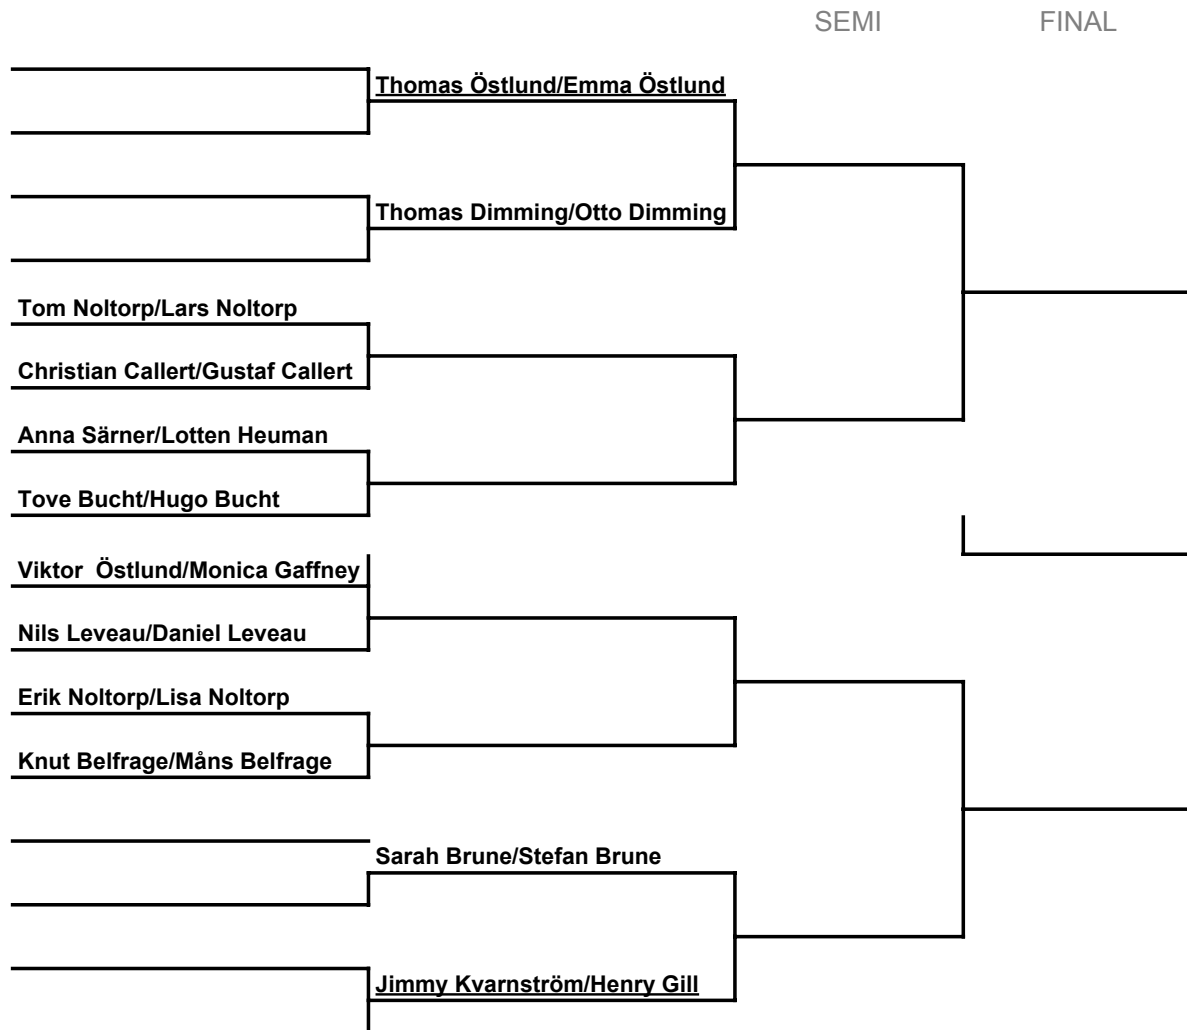 SEMI FINAL
Thomas Östlund/Emma Östlund
Thomas Dimming/Otto Dimming
Tom Noltorp/Lars Noltorp
Christian Callert/Gustaf Callert
Anna Särner/Lotten Heuman
Tove Bucht/Hugo Bucht
Viktor  Östlund/Monica Gaffney
Nils Leveau/Daniel Leveau
Erik Noltorp/Lisa Noltorp
Knut Belfrage/Måns Belfrage
Sarah Brune/Stefan Brune
Jimmy Kvarnström/Henry Gill